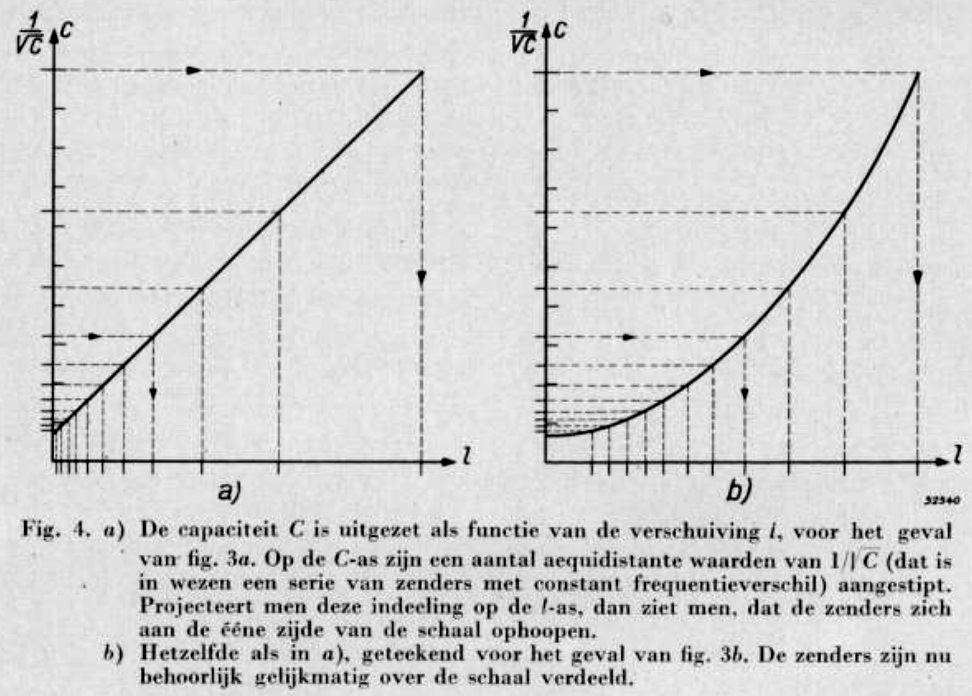 1/√C C
1/√C C
l
l
a)
b)
32540
Fig. 4. a) De capaciteit C is uitgezet als functie van de verschuiving l, voor het geval
van fig. 3a. Op de C-as zijn een aantal aequidistante waarden van 1/√C (dat is
in wezen een serie van zenders met constant frequentieverschil) aangestipt.
Projecteert men deze indeeling op de l-as, dan ziet men, dat de zenders zich
aan de ééne zijde van de schaal ophoopen.
b) Hetzelfde als in a), geteekend voor het geval van fig. 3b. De zenders zijn nu
behoorlijk gelijkmatig over de schaal verdeeld.